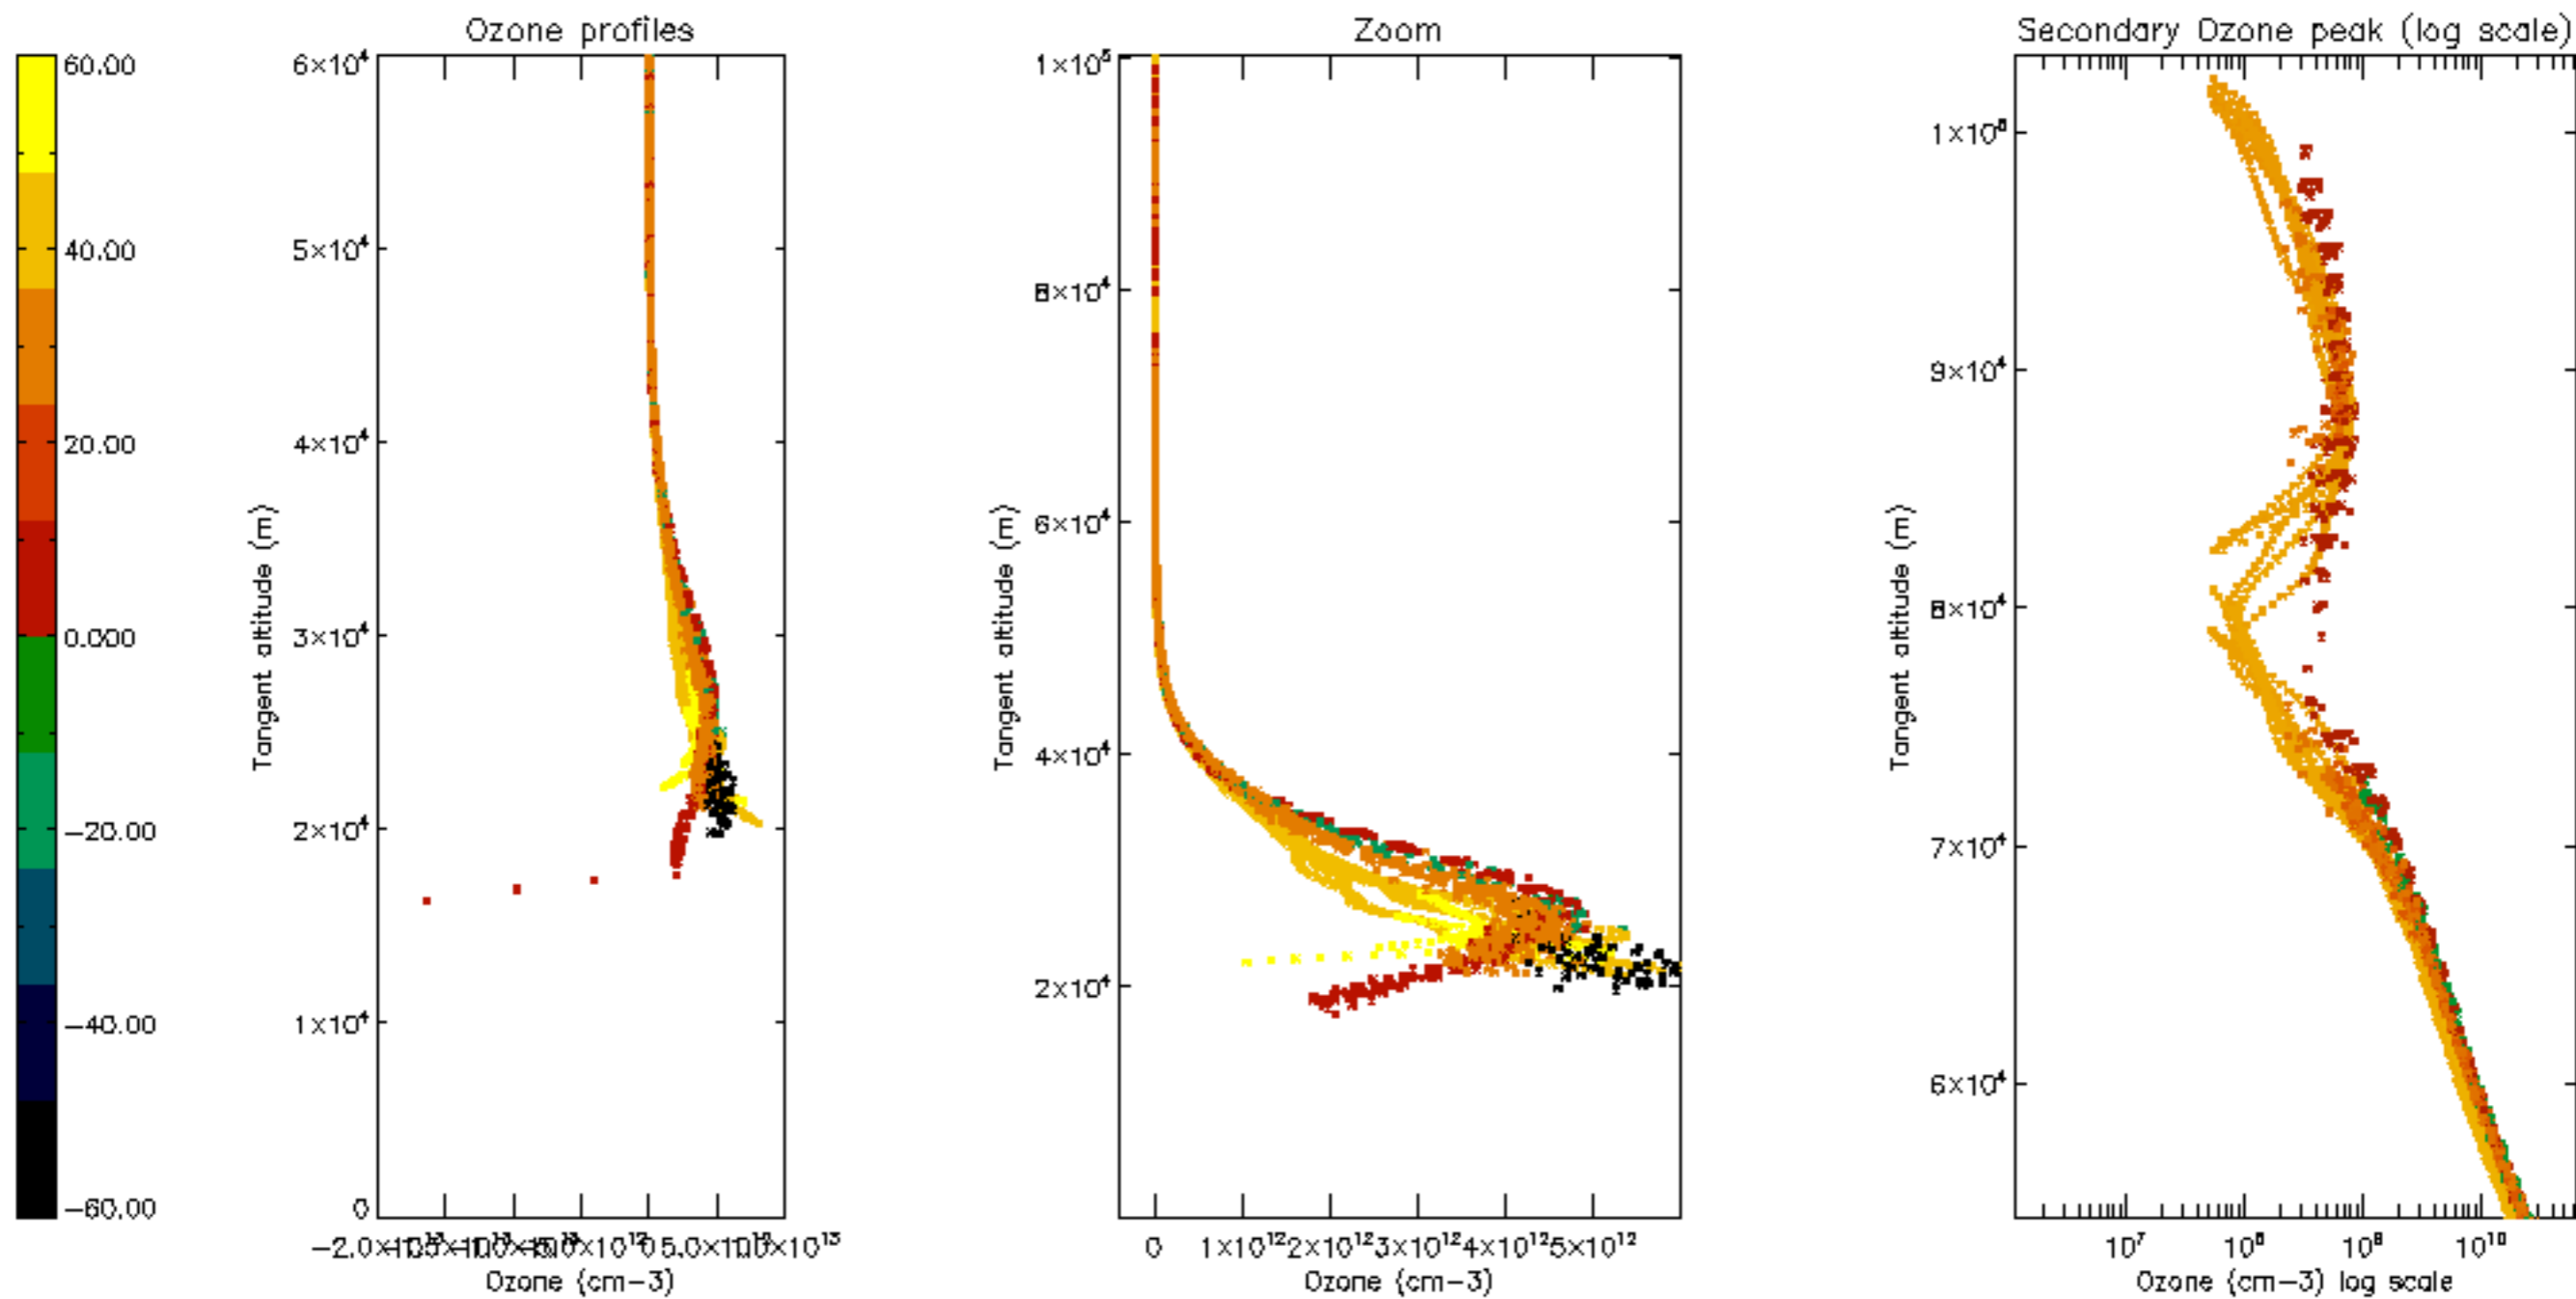 Ozone profiles
Zoom
Secondary Ozone peak (log scale)
60.00
40.00
20.00
0.000
−20.00
−40.00
−60.00
6×10⁴
5×10⁴
4×10⁴
3×10⁴
2×10⁴
1×10⁴
0
Tangent altitude (m)
Ozone (cm−3)
1×10⁵
8×10⁴
6×10⁴
4×10⁴
2×10⁴
Tangent altitude (m)
0 1×10¹² 2×10¹² 3×10¹² 4×10¹² 5×10¹²
Ozone (cm−3)
9×10⁴
8×10⁴
7×10⁴
6×10⁴
Tangent altitude (m)
10⁷ 10⁸ 10⁹ 10¹⁰
Ozone (cm−3) log scale